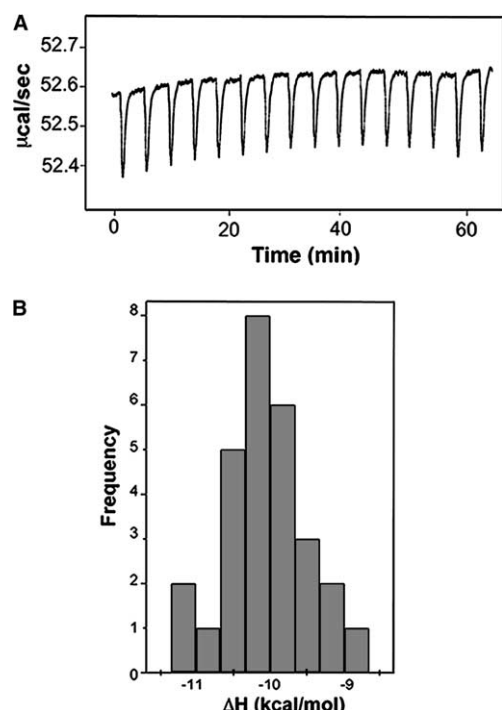 A
52.7
52.6
52.5
52.4
μcal/sec
0 20 40 60
Time (min)
B
8
7
6
5
4
3
2
1
0
Frequency
-11 -10 -9
ΔH (kcal/mol)